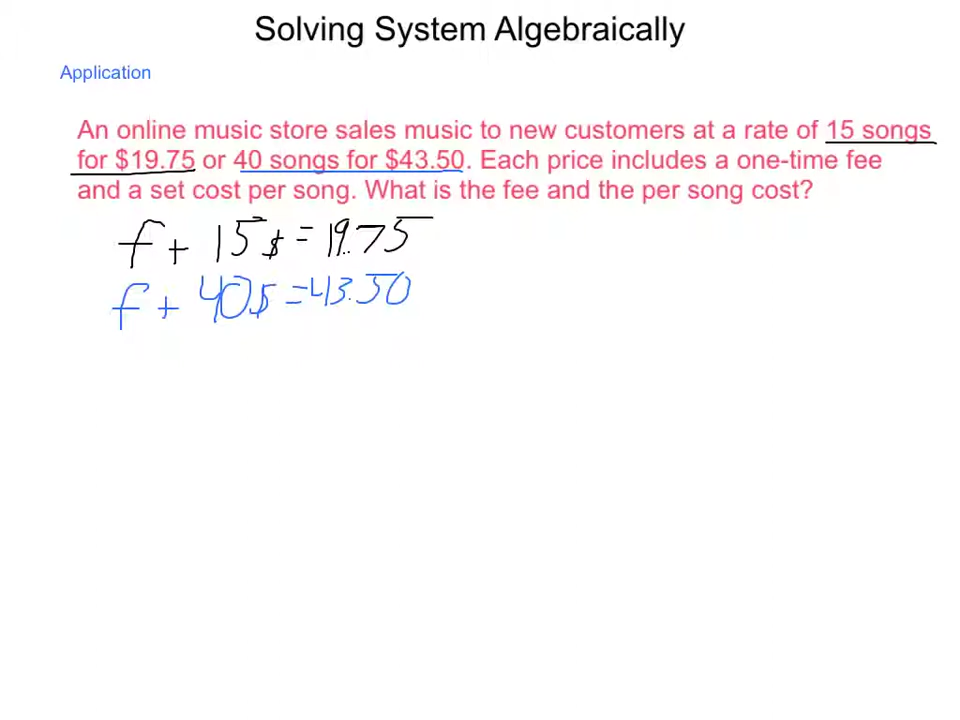 Solving System Algebraically
Application
An online music store sales music to new customers at a rate of 15 songs
for $19.75 or 40 songs for $43.50. Each price includes a one-time fee
and a set cost per song. What is the fee and the per song cost?
f + 15s = 19.75
f + 40s = 43.50